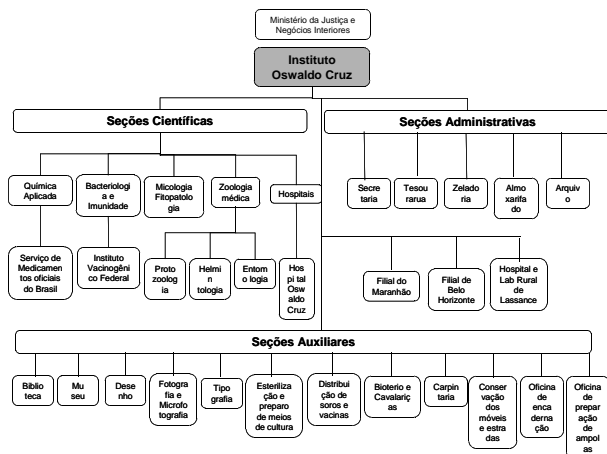 Ministério da Justiça e
Negócios Interiores
Instituto
Oswaldo Cruz
Seções Científicas
Seções Administrativas
Química
Aplicada
Bacteriologi
a e
Imunidade
Micologia
Fitopatolo
gia
Zoologia
médica
Hospitais
Secre
taria
Tesou
rarua
Zelado
ria
Almo
xarifa
do
Arquiv
o
Serviço de
Medicamen
tos oficiais
do Brasil
Instituto
Vacinogêni
co Federal
Proto
zoolog
ia
Helmin
tologia
Entom
o logia
Hos
pi tal
Osw
aldo
Cruz
Filial do
Maranhão
Filial de
Belo
Horizonte
Hospital e
Lab Rural
de
Lassance
Seções Auxiliares
Biblio
teca
Mu
seu
Dese
nho
Fotogra
fia e
Microfo
tografia
Tipo
grafia
Esteriliza
ção e
preparo
de meios
de cultura
Distribui
ção de
soros e
vacinas
Bioterio e
Cavalariç
as
Carpin
taria
Conser
vação
dos
móveis
e estra
das
Oficina
de
enca
derna
ção
Oficina
de
prepar
ação
de
ampol
as